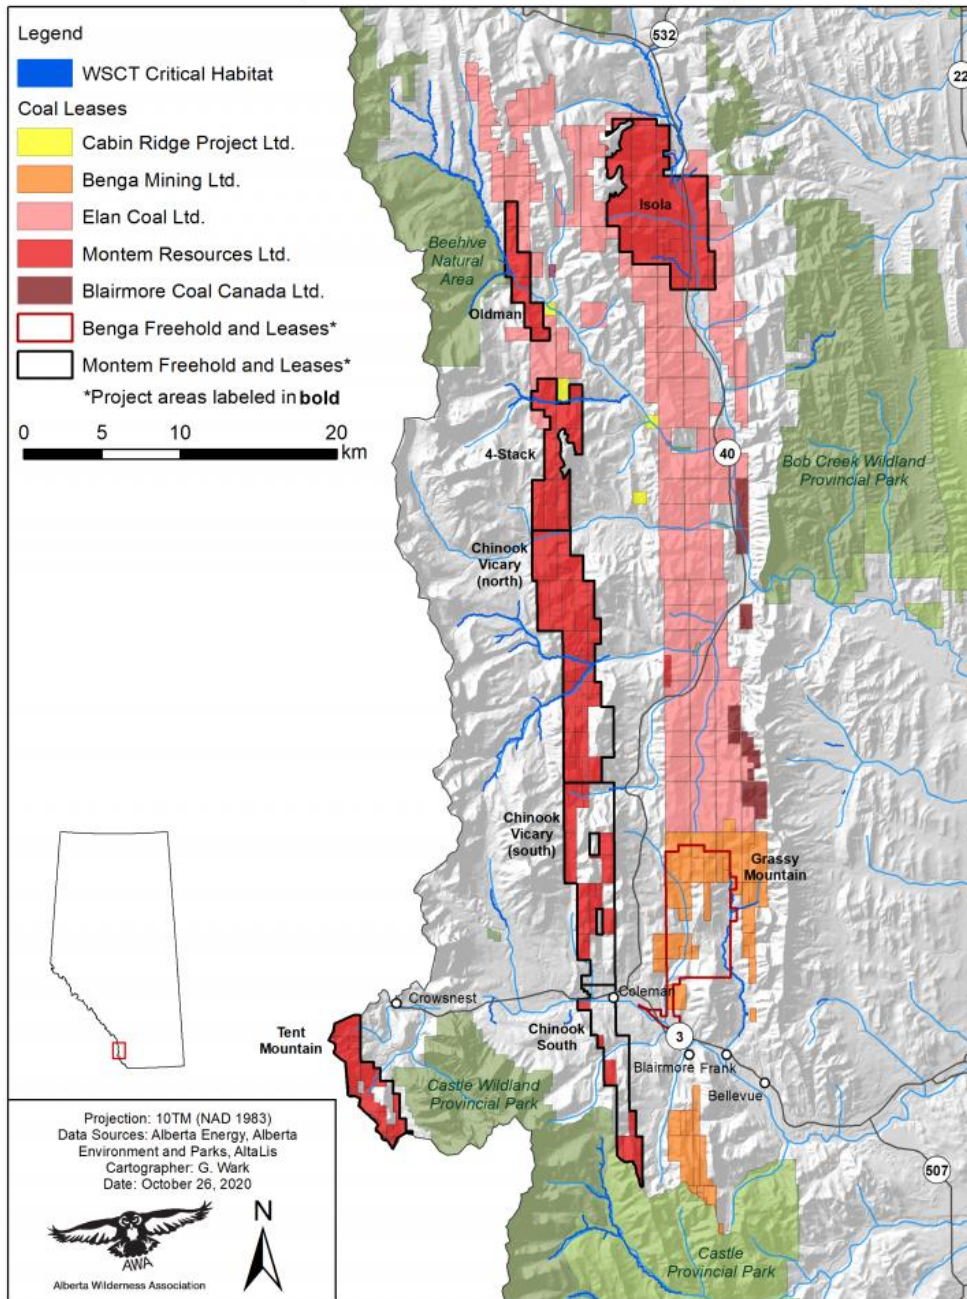 Legend
WSCT Critical Habitat
Coal Leases
Cabin Ridge Project Ltd.
Benga Mining Ltd.
Elan Coal Ltd.
Montem Resources Ltd.
Blairmore Coal Canada Ltd.
Benga Freehold and Leases*
Montem Freehold and Leases*
*Project areas labeled in bold
0 5 10 20
km
532
22
Isola
Beehive
Natural
Area
Oldman
4-Stack
40
Bob Creek Wildland
Provincial Park
Chinook
Vicary
(north)
Chinook
Vicary
(south)
Grassy
Mountain
Crowsnest
Coleman
Tent
Mountain
Chinook
South
3
Blairmore
Frank
Bellevue
Castle Wildland
Provincial Park
507
Castle
Provincial Park
Projection: 10TM (NAD 1983)
Data Sources: Alberta Energy, Alberta
Environment and Parks, AltaLis
Cartographer: G. Wark
Date: October 26, 2020
AWA
Alberta Wilderness Association
N